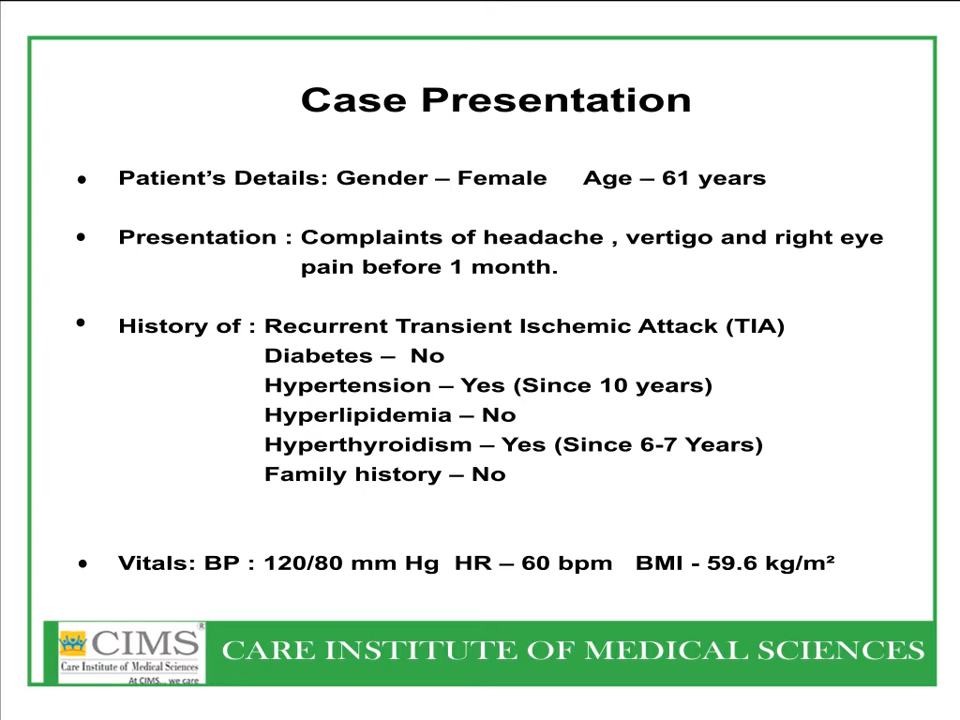 Case Presentation
• Patient’s Details: Gender – Female Age – 61 years
• Presentation : Complaints of headache , vertigo and right eye
pain before 1 month.
• History of : Recurrent Transient Ischemic Attack (TIA)
Diabetes – No
Hypertension – Yes (Since 10 years)
Hyperlipidemia – No
Hyperthyroidism – Yes (Since 6-7 Years)
Family history – No
• Vitals: BP : 120/80 mm Hg HR – 60 bpm BMI - 59.6 kg/m²
CIMS®
Care Institute of Medical Sciences
At CIMS... we care
CARE INSTITUTE OF MEDICAL SCIENCES